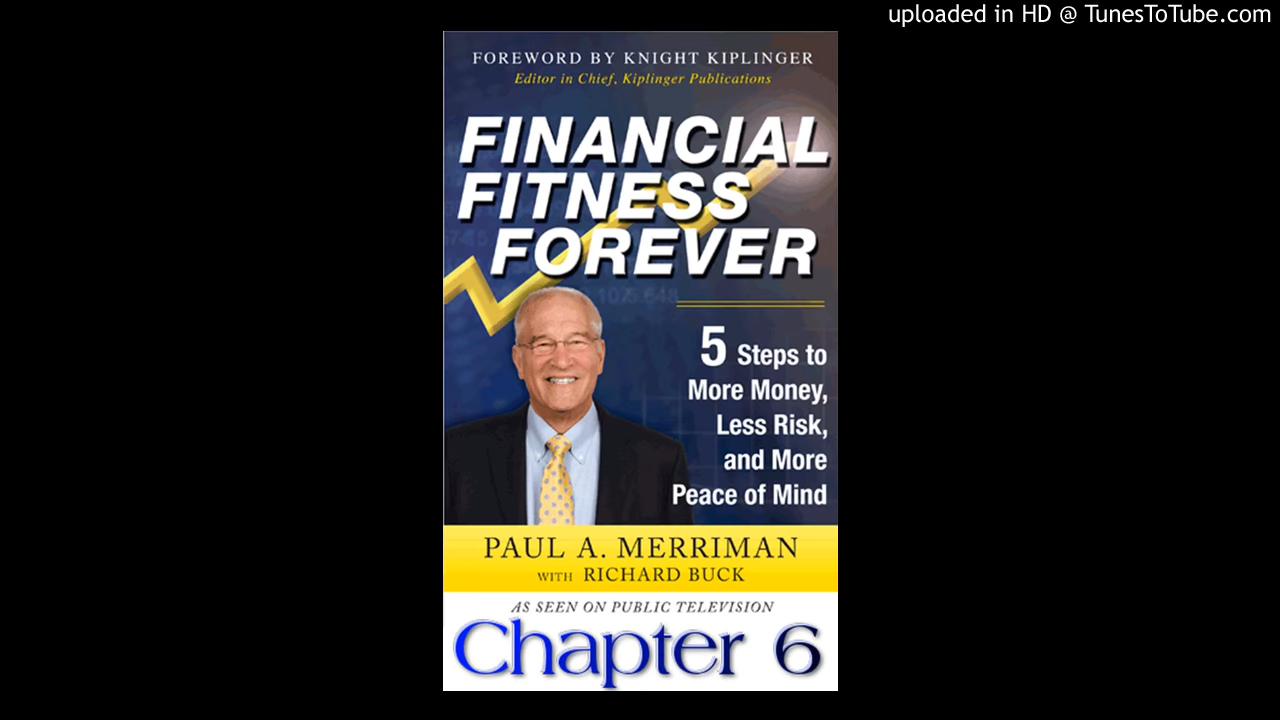 uploaded in HD @ TunesToTube.com
FOREWORD BY KNIGHT KIPLINGER
Editor in Chief, Kiplinger Publications
FINANCIAL
FITNESS
FOREVER
5 Steps to
More Money,
Less Risk,
and More
Peace of Mind
PAUL A. MERRIMAN
WITH RICHARD BUCK
AS SEEN ON PUBLIC TELEVISION
Chapter 6